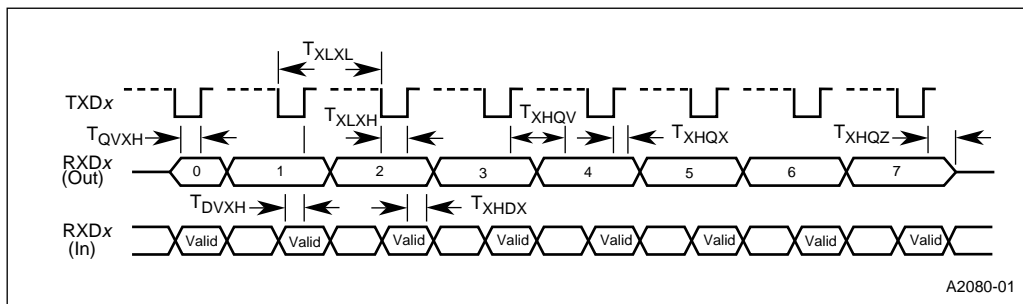 TXLXL
TXDx
TXLXH
TXHQV
TQVXH
TXHQX
TXHQZ
RXDx
(Out)
0 1 2 3 4 5 6 7
TDVXH
TXHDX
RXDx
(In)
Valid Valid Valid Valid Valid Valid Valid Valid
A2080-01